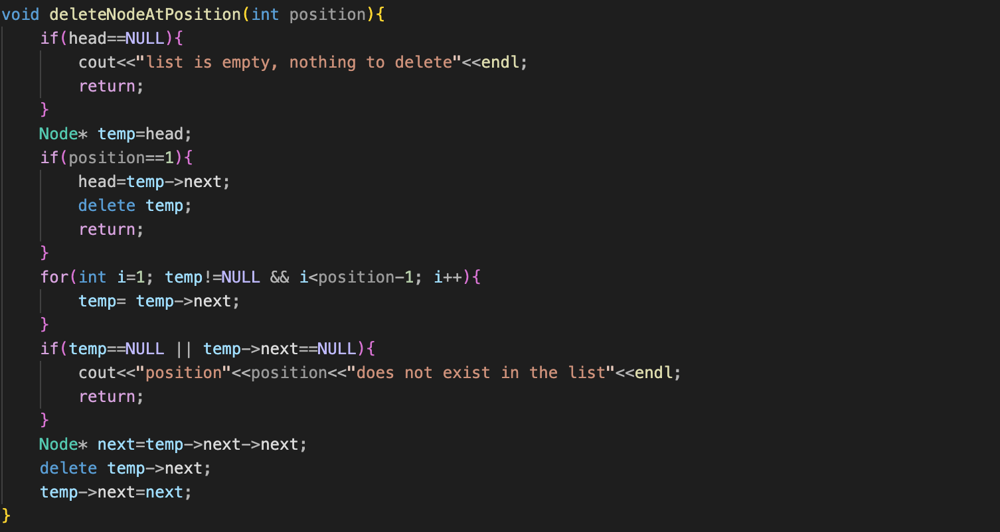 void deleteNodeAtPosition(int position){
    if(head==NULL){
        cout<<"list is empty, nothing to delete"<<endl;
        return;
    }
    Node* temp=head;
    if(position==1){
        head=temp->next;
        delete temp;
        return;
    }
    for(int i=1; temp!=NULL && i<position-1; i++){
        temp= temp->next;
    }
    if(temp==NULL || temp->next==NULL){
        cout<<"position"<<position<<"does not exist in the list"<<endl;
        return;
    }
    Node* next=temp->next->next;
    delete temp->next;
    temp->next=next;
}